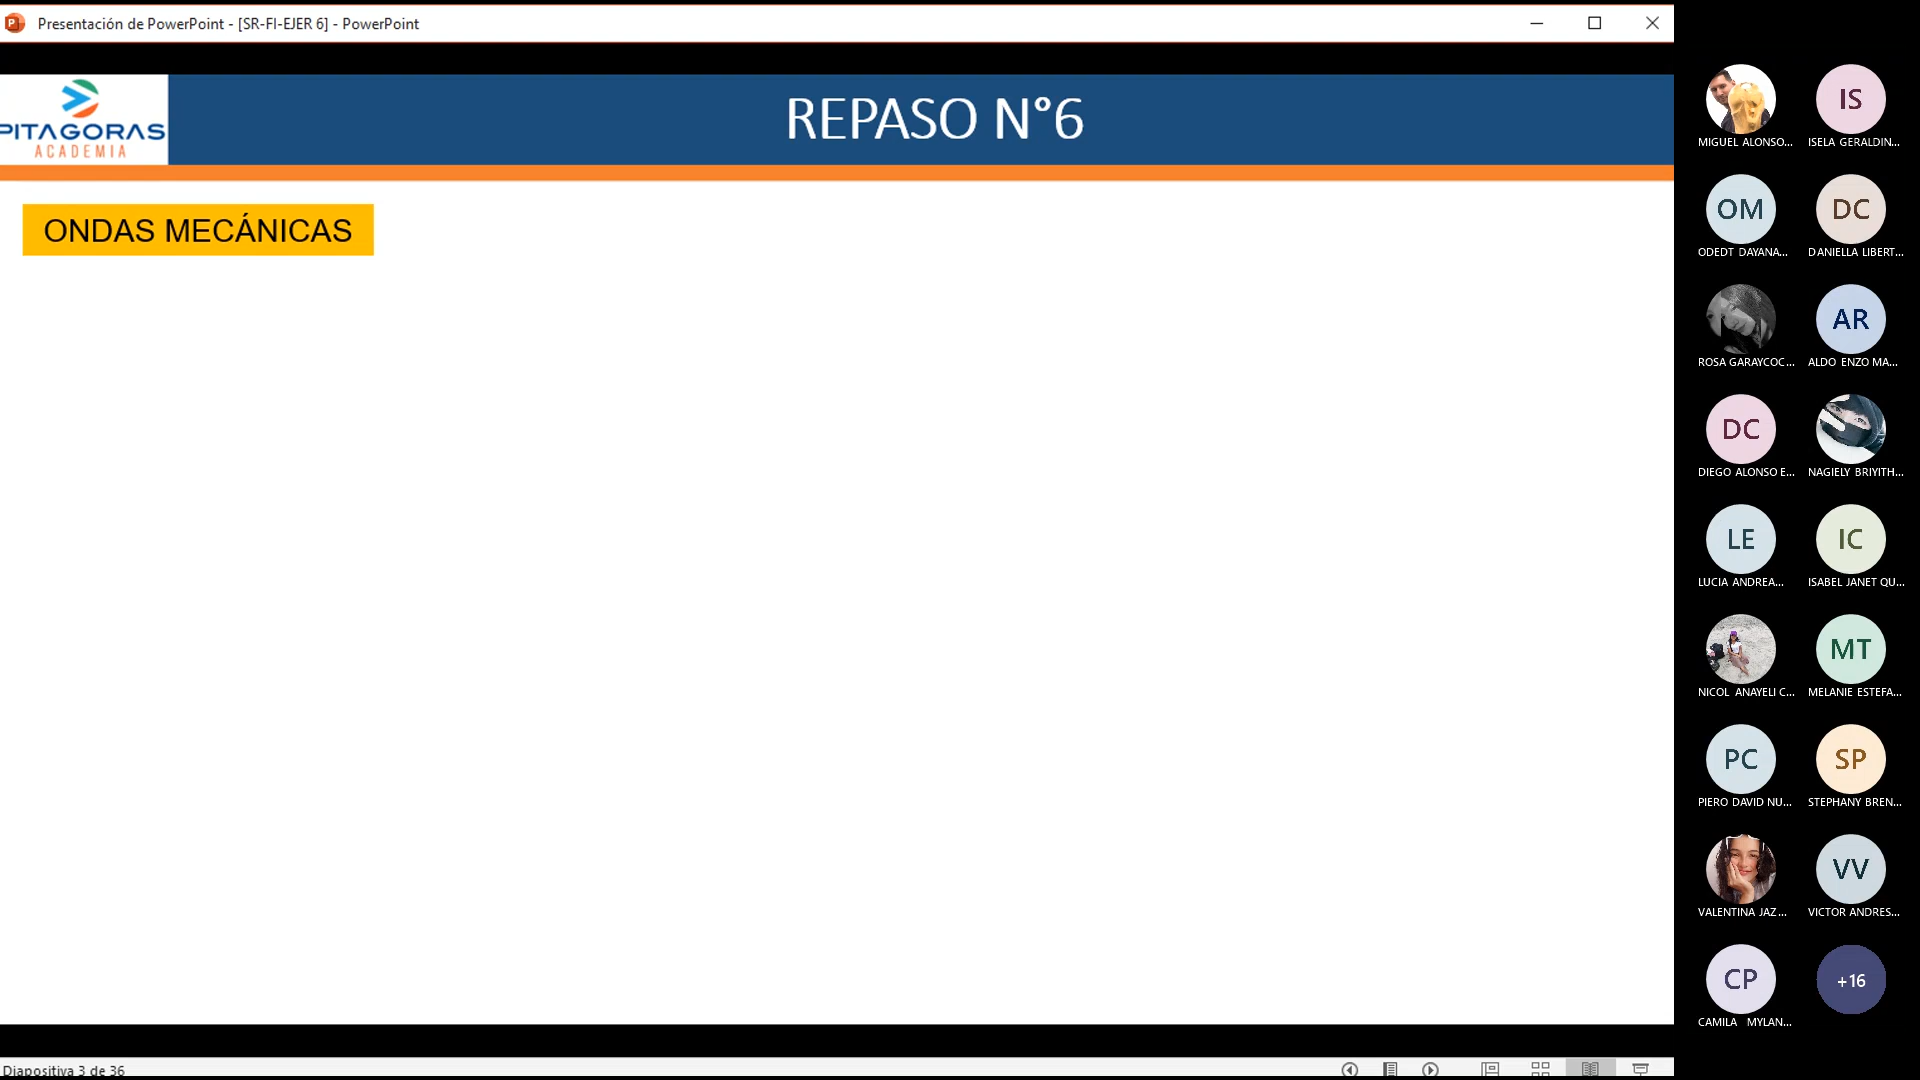 Presentación de PowerPoint - [SR-FI-EJER 6] - PowerPoint
PITAGORAS
ACADEMIA
REPASO N°6
ONDAS MECÁNICAS
MIGUEL ALONSO...
IS
ISELA GERALDIN...
OM
ODEDT DAYANA...
DC
DANIELLA LIBERT...
ROSA GARAYCOC...
AR
ALDO ENZO MA...
DC
DIEGO ALONSO E...
NAGIELY BRIYITH...
LE
LUCIA ANDREA...
IC
ISABEL JANET QU...
NICOL ANAYELI C...
MT
MELANIE ESTEFA...
PC
PIERO DAVID NU...
SP
STEPHANY BREN...
VALENTINA JAZ...
VV
VICTOR ANDRES...
CP
CAMILA MYLAN...
+16
Diapositiva 3 de 36